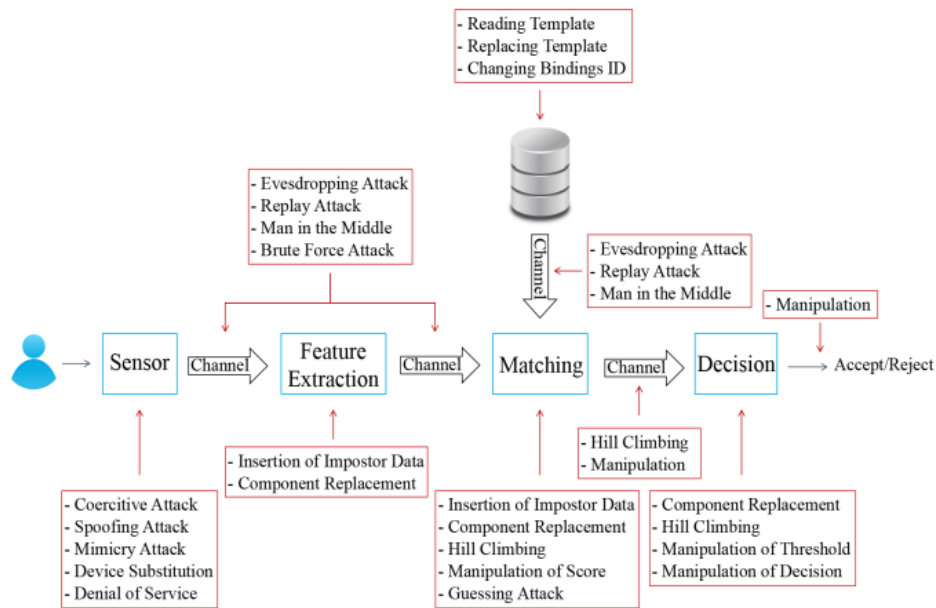 - Reading Template
- Replacing Template
- Changing Bindings ID
- Evesdropping Attack
- Replay Attack
- Man in the Middle
- Brute Force Attack
Channel
- Evesdropping Attack
- Replay Attack
- Man in the Middle
- Manipulation
Sensor
Channel
Feature
Extraction
Channel
Matching
Channel
Decision
Accept/Reject
- Insertion of Impostor Data
- Component Replacement
- Hill Climbing
- Manipulation
- Coercitive Attack
- Spoofing Attack
- Mimicry Attack
- Device Substitution
- Denial of Service
- Insertion of Impostor Data
- Component Replacement
- Hill Climbing
- Manipulation of Score
- Guessing Attack
- Component Replacement
- Hill Climbing
- Manipulation of Threshold
- Manipulation of Decision